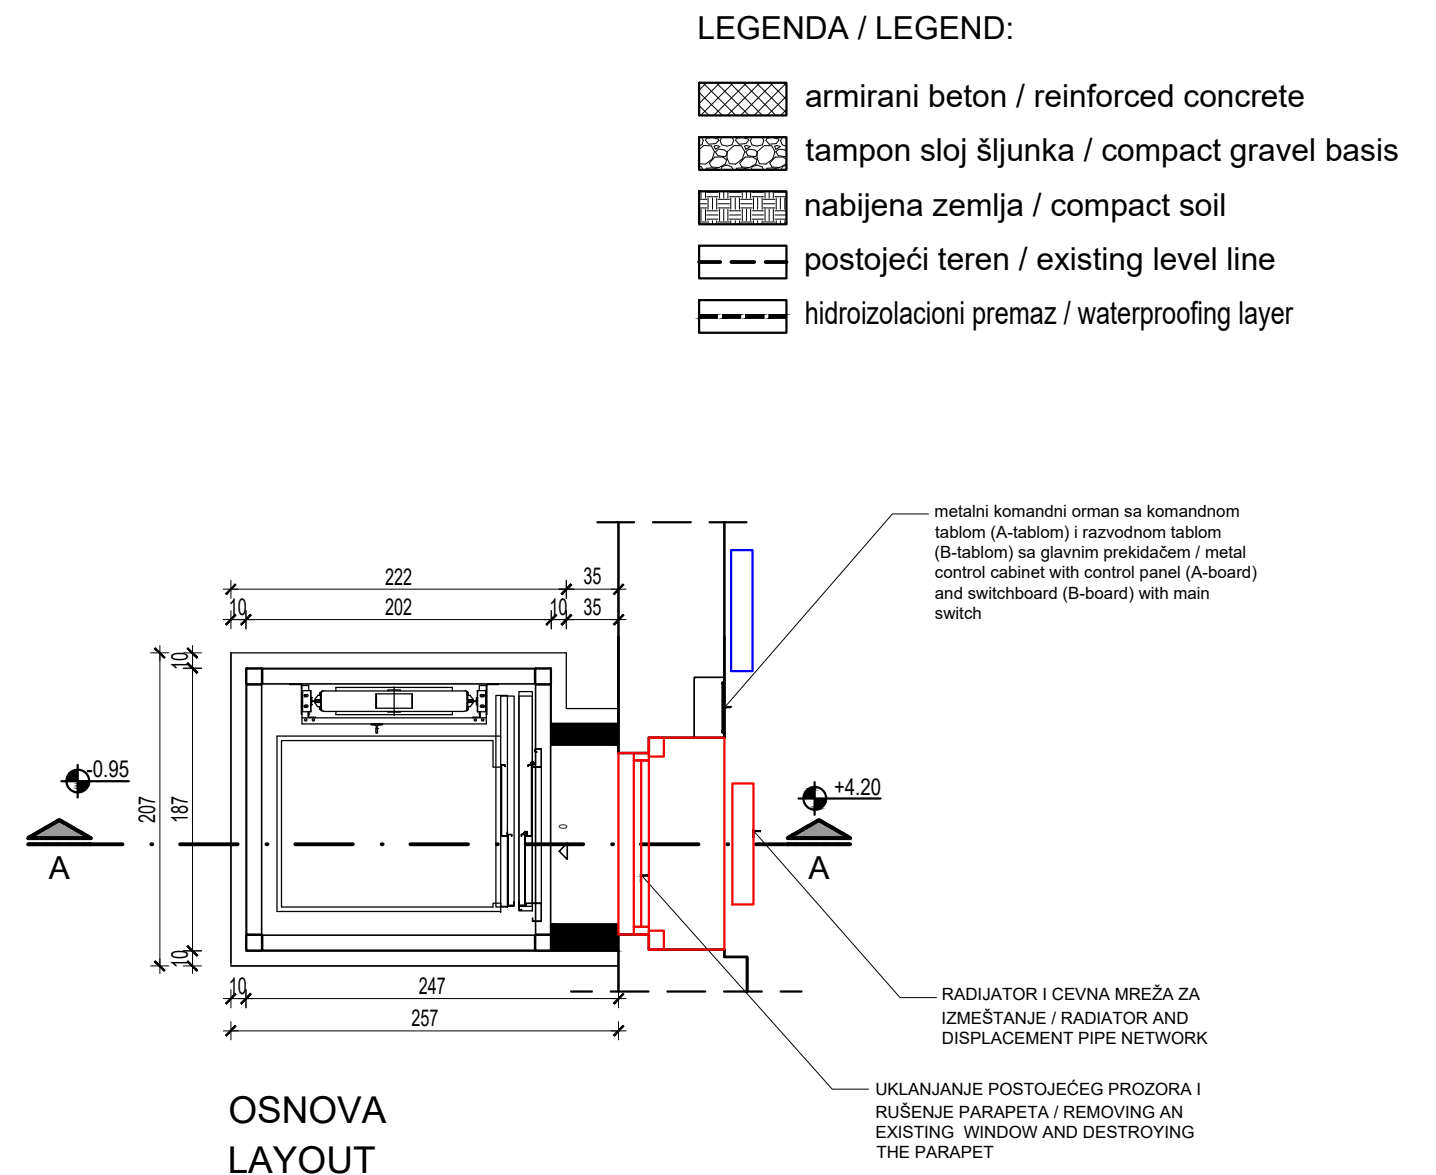 LEGENDA / LEGEND:
armirani beton / reinforced concrete
tampon sloj šljunka / compact gravel basis
nabijena zemlja / compact soil
postojeći teren / existing level line
hidroizolacioni premaz / waterproofing layer
metalni komandni orman sa komandnom
tablom (A-tablom) i razvodnom tablom
(B-tablom) sa glavnim prekidačem / metal
control cabinet with control panel (A-board)
and switchboard (B-board) with main
switch
222
35
10
202
10
35
10
207
187
10
-0.95
+4.20
A
A
10
247
257
RADIJATOR I CEVNA MREŽA ZA
IZMEŠTANJE / RADIATOR AND
DISPLACEMENT PIPE NETWORK
UKLANJANJE POSTOJEĆEG PROZORA I
RUŠENJE PARAPETA / REMOVING AN
EXISTING WINDOW AND DESTROYING
THE PARAPET
OSNOVA
LAYOUT